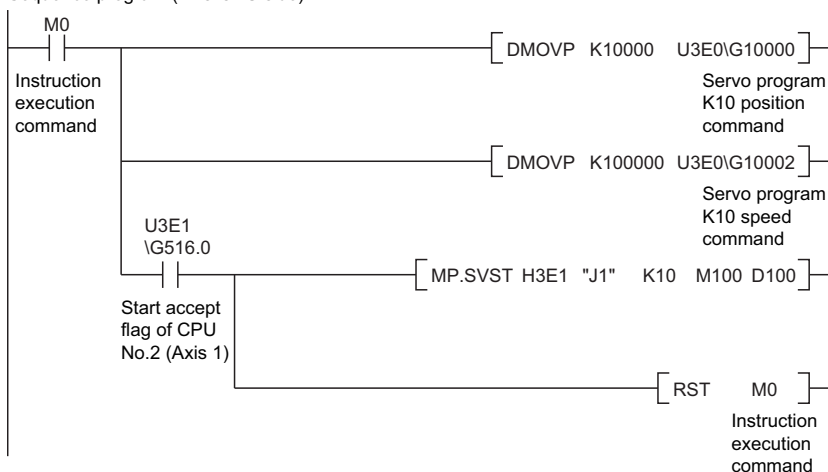 M0
Instruction
execution
command
DMOVP K10000 U3E0\G10000
Servo program
K10 position
command
DMOVP K100000 U3E0\G10002
Servo program
K10 speed
command
U3E1
\G516.0
Start accept
flag of CPU
No.2 (Axis 1)
MP.SVST H3E1 "J1" K10 M100 D100
RST M0
Instruction
execution
command